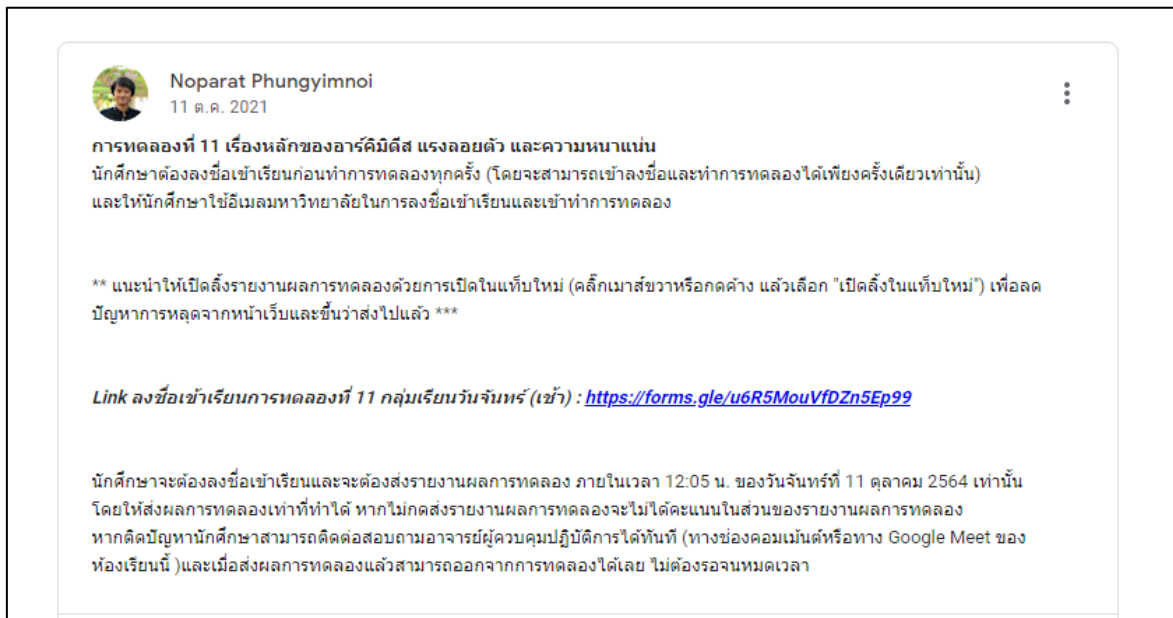 Noparat Phungyimnoi
11 ต.ค. 2021
การทดลองที่ 11 เรื่องหลักของอาร์คิมิดีส แรงลอยตัว และความหนาแน่น
นักศึกษาต้องลงชื่อเข้าเรียนก่อนทำการทดลองทุกครั้ง (โดยจะสามารถเข้าลงชื่อและทำการทดลองได้เพียงครั้งเดียวเท่านั้น)
และให้นักศึกษาใช้อีเมลมหาวิทยาลัยในการลงชื่อเข้าเรียนและเข้าทำการทดลอง
** แนะนำให้เปิดลิ้งรายงานผลการทดลองด้วยการเปิดในแท็บใหม่ (คลิ๊กเมาส์ขวาหรือกดค้าง แล้วเลือก "เปิดลิ้งในแท็บใหม่") เพื่อลด
ปัญหาการหลุดจากหน้าเว็บและขึ้นว่าส่งไปแล้ว ***
Link ลงชื่อเข้าเรียนการทดลองที่ 11 กลุ่มเรียนวันจันทร์ (เช้า) : https://forms.gle/u6R5MouVfDZn5Ep99
นักศึกษาจะต้องลงชื่อเข้าเรียนและจะต้องส่งรายงานผลการทดลอง ภายในเวลา 12:05 น. ของวันจันทร์ที่ 11 ตุลาคม 2564 เท่านั้น
โดยให้ส่งผลการทดลองเท่าที่ทำได้ หากไม่กดส่งรายงานผลการทดลองจะไม่ได้คะแนนในส่วนของรายงานผลการทดลอง
หากติดปัญหานักศึกษาสามารถติดต่อสอบถามอาจารย์ผู้ควบคุมปฏิบัติการได้ทันที (ทางช่องคอมเม้นต์หรือทาง Google Meet ของ
ห้องเรียนนี้ )และเมื่อส่งผลการทดลองแล้วสามารถออกจากการทดลองได้เลย ไม่ต้องรอจนหมดเวลา